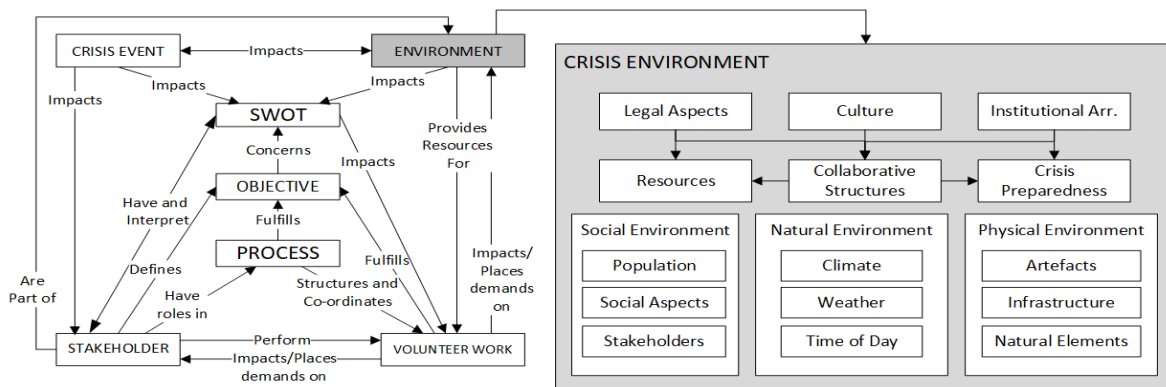 CRISIS EVENT
Impacts
ENVIRONMENT
Impacts
Impacts
Impacts
SWOT
Concerns
Impacts
Provides
Resources
For
OBJECTIVE
Have and
Interpret
Fulfills
PROCESS
Defines
Have
roles in
Structures and
Co-ordinates
Fulfills
Impacts/
Places
demands
on
Are
Part of
STAKEHOLDER
Perform
Impacts/Places
demands on
VOLUNTEER WORK
CRISIS ENVIRONMENT
Legal Aspects
Culture
Institutional Arr.
Resources
Collaborative
Structures
Crisis
Preparedness
Social Environment
Population
Social Aspects
Stakeholders
Natural Environment
Climate
Weather
Time of Day
Physical Environment
Artefacts
Infrastructure
Natural Elements